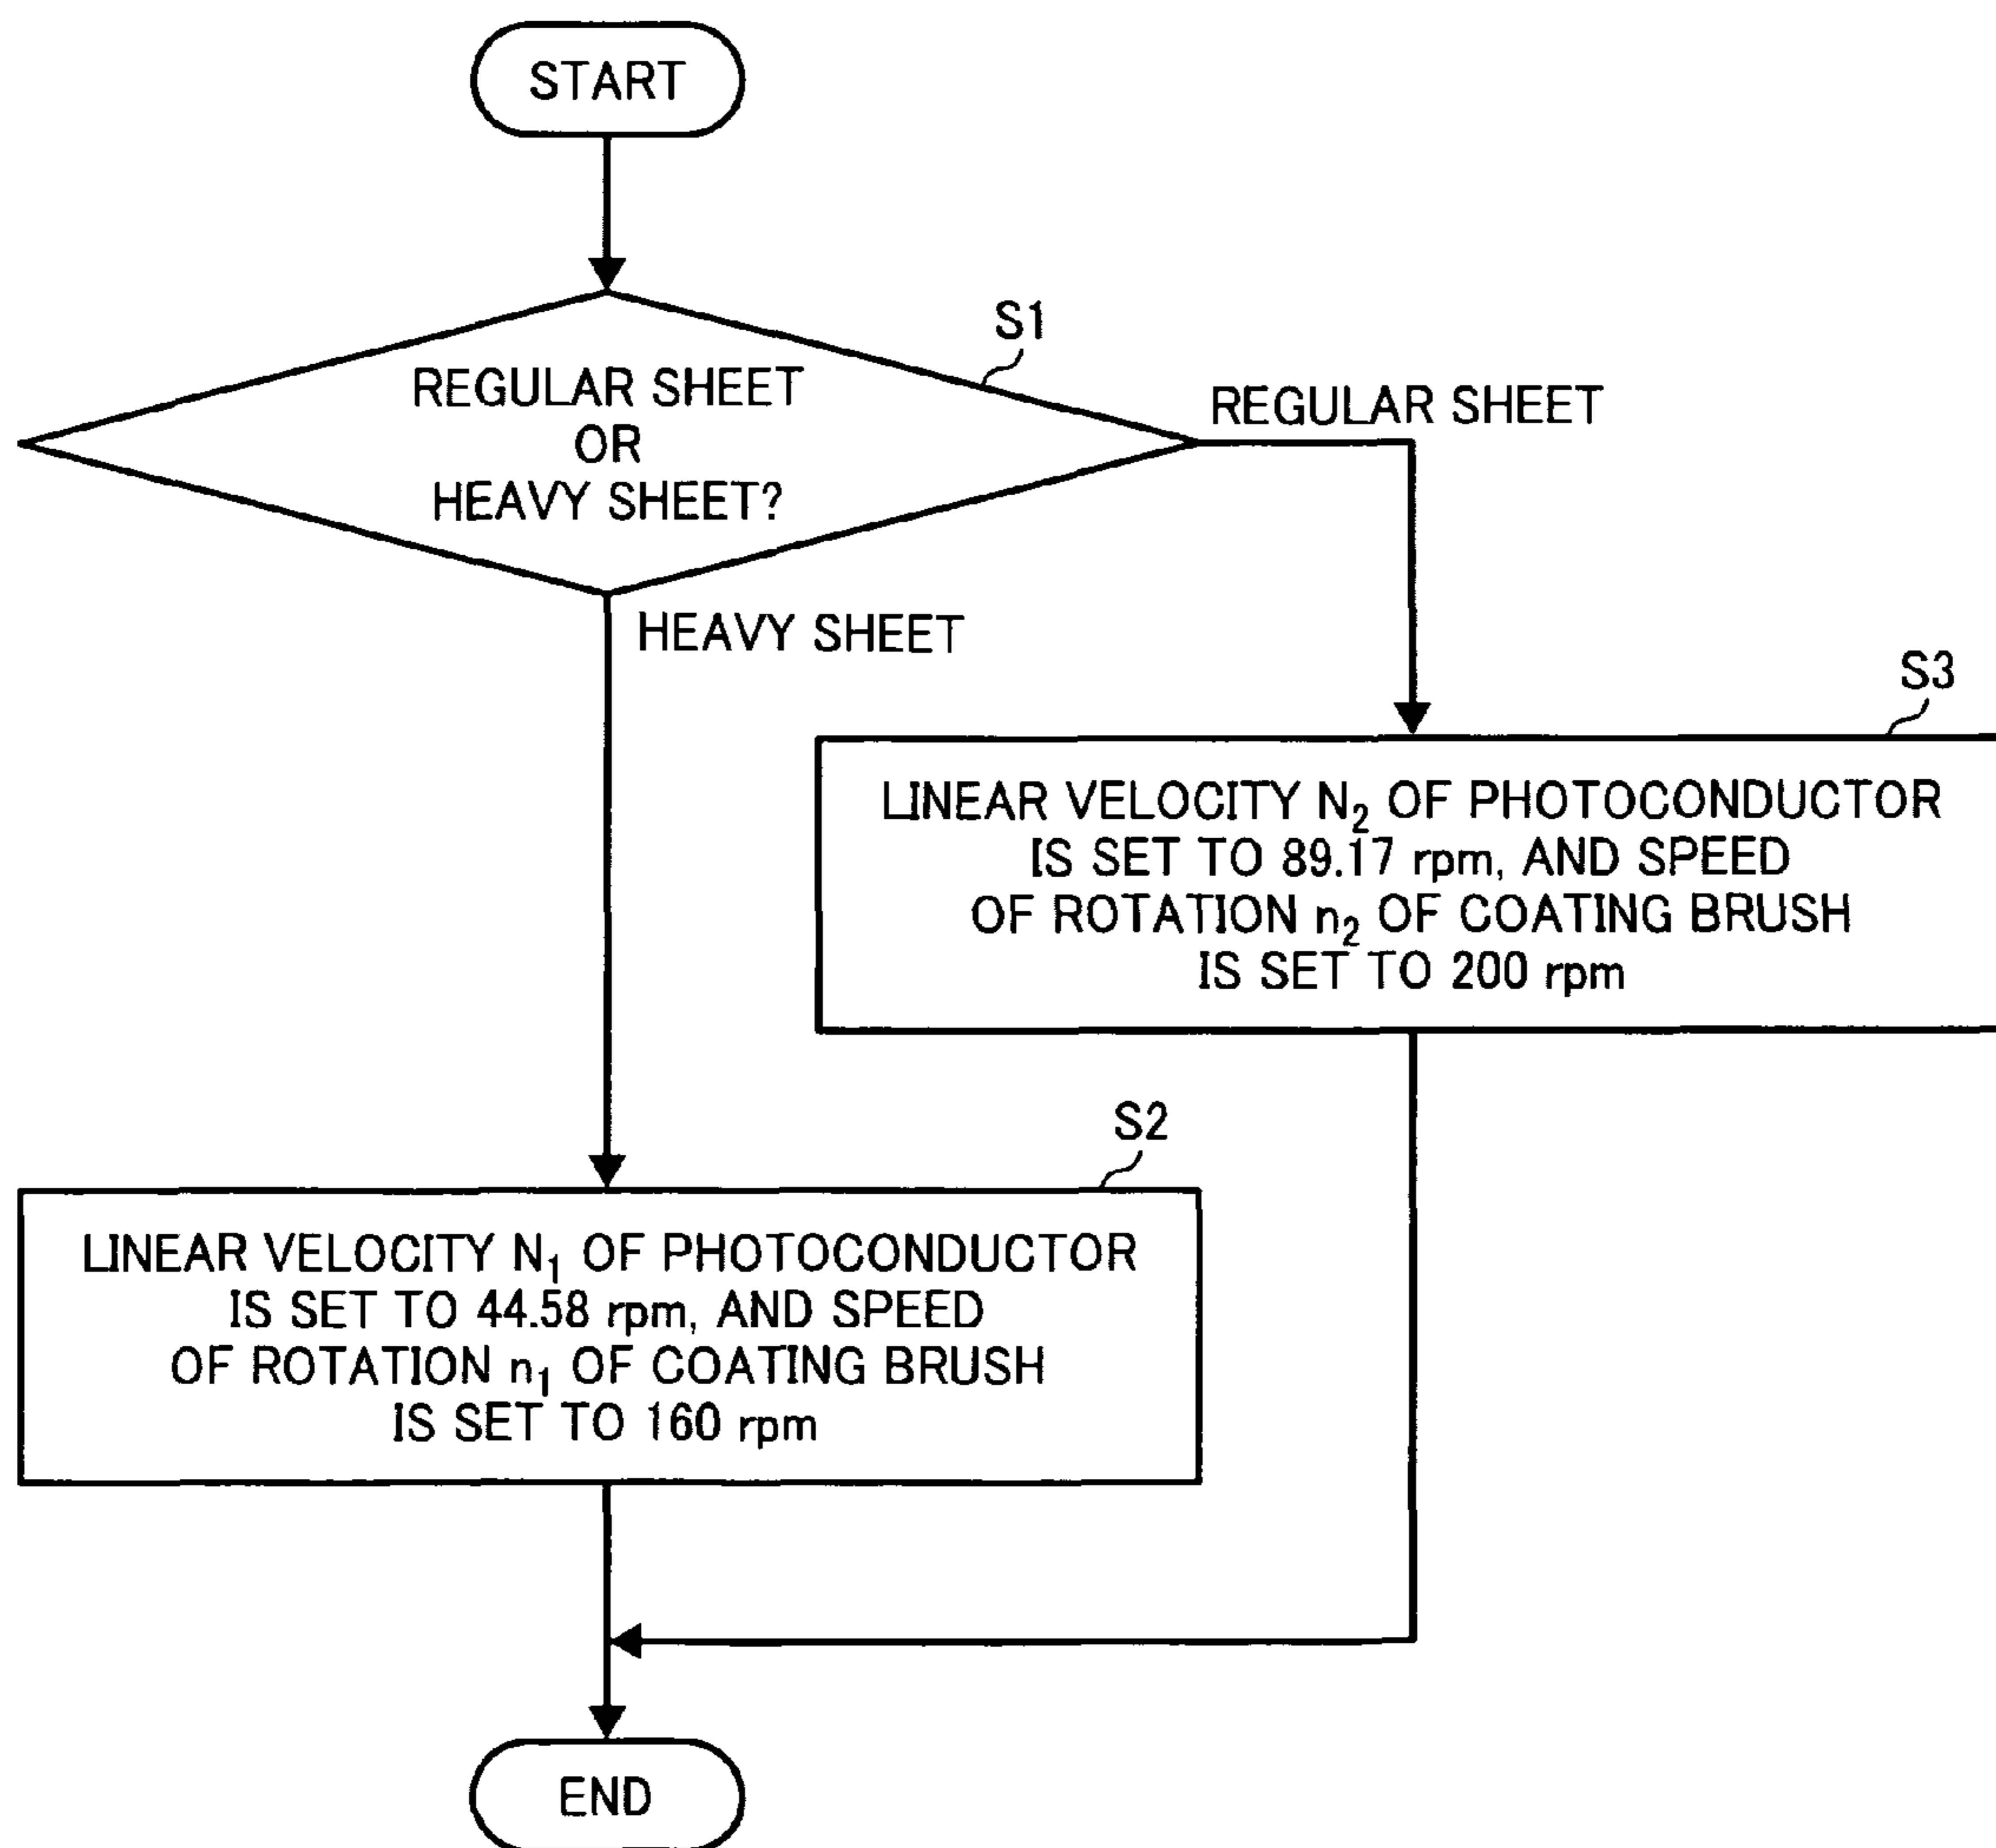 START
S1
REGULAR SHEET
OR
HEAVY SHEET?
REGULAR SHEET
HEAVY SHEET
S3
LINEAR VELOCITY N₂ OF PHOTOCONDUCTOR
IS SET TO 89.17 rpm, AND SPEED
OF ROTATION n₂ OF COATING BRUSH
IS SET TO 200 rpm
S2
LINEAR VELOCITY N₁ OF PHOTOCONDUCTOR
IS SET TO 44.58 rpm, AND SPEED
OF ROTATION n₁ OF COATING BRUSH
IS SET TO 160 rpm
END